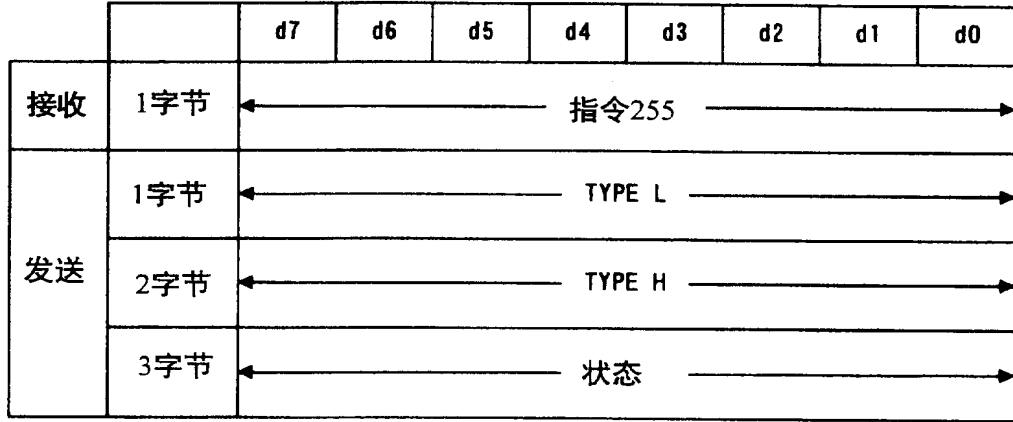 d7 d6 d5 d4 d3 d2 d1 d0
接收 1字节 指令255
1字节 TYPE L
发送 2字节 TYPE H
3字节 状态